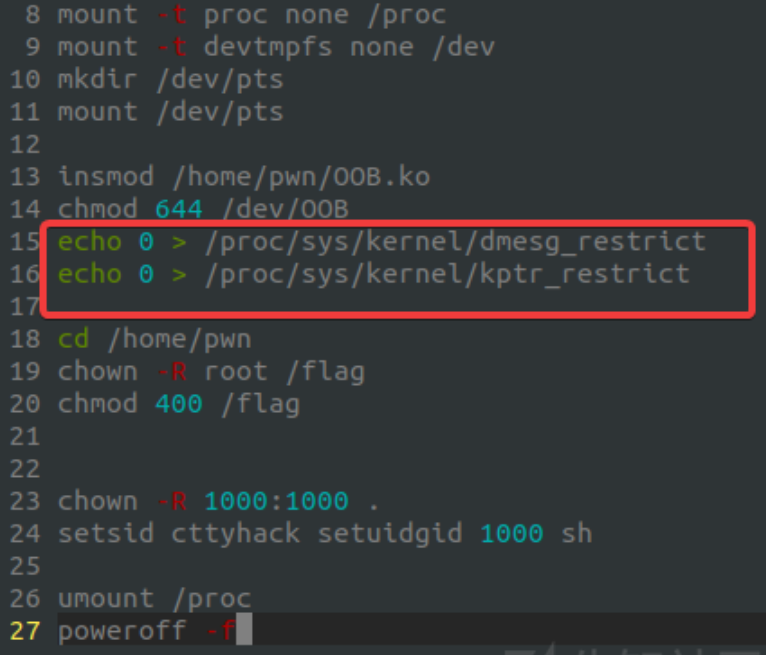 8 mount -t proc none /proc
9 mount -t devtmpfs none /dev
10 mkdir /dev/pts
11 mount /dev/pts
12
13 insmod /home/pwn/OOB.ko
14 chmod 644 /dev/OOB
15 echo 0 > /proc/sys/kernel/dmesg_restrict
16 echo 0 > /proc/sys/kernel/kptr_restrict
17
18 cd /home/pwn
19 chown -R root /flag
20 chmod 400 /flag
21
22
23 chown -R 1000:1000 .
24 setsid cttyhack setuidgid 1000 sh
25
26 umount /proc
27 poweroff -f